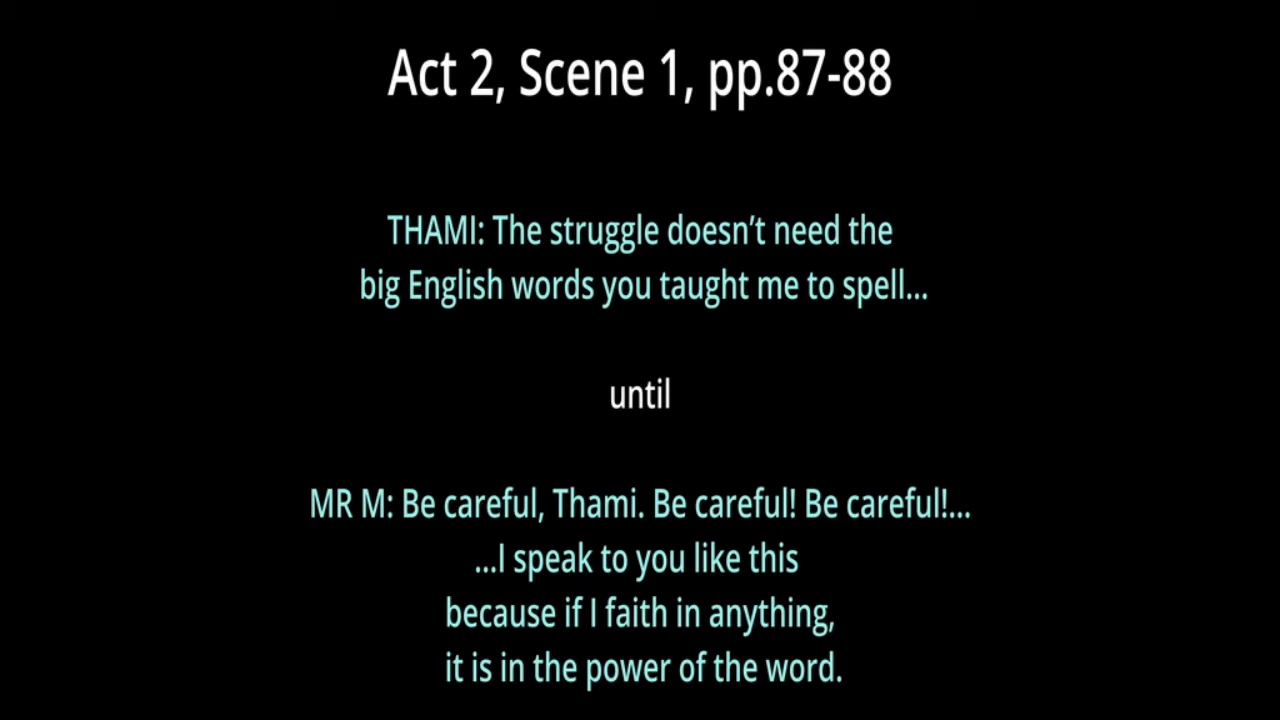 Act 2, Scene 1, pp.87-88
THAMI: The struggle doesn’t need the
big English words you taught me to spell...
until
MR M: Be careful, Thami. Be careful! Be careful!...
...I speak to you like this
because if I faith in anything,
it is in the power of the word.